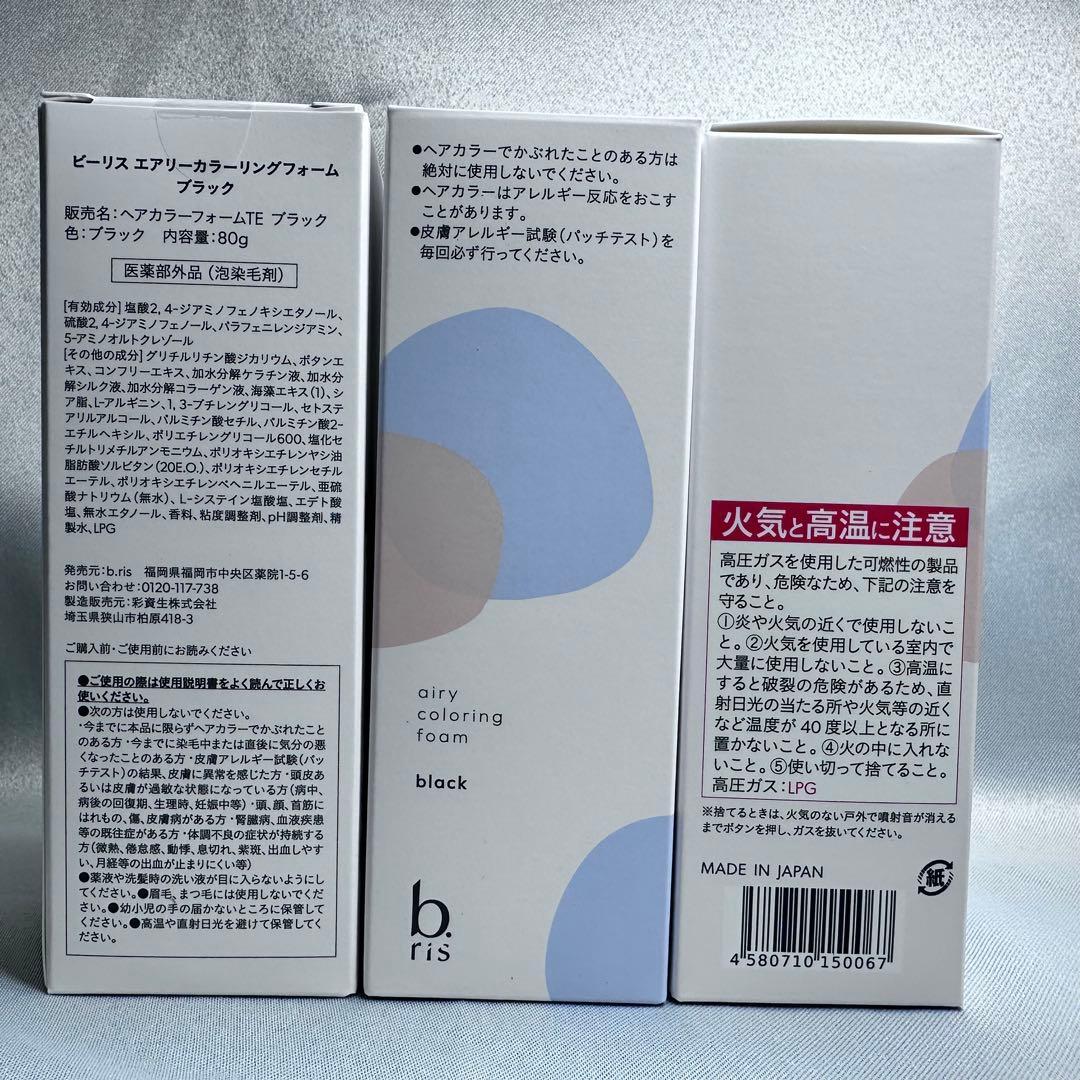 ビーリス エアリーカラーリングフォーム
ブラック
販売名：ヘアカラーフォームTE ブラック
色：ブラック 内容量：80g
医薬部外品（泡染毛剤）
[有効成分] 塩酸2, 4-ジアミノフェノキシエタノール、
硫酸2, 4-ジアミノフェノール、パラフェニレンジアミン、
5-アミノオルトクレゾール
[その他の成分] グリチルリチン酸ジカリウム、ボタンエ
キス、コンフリーエキス、加水分解ケラチン液、加水分
解シルク液、加水分解コラーゲン液、海藻エキス（1）、シ
ア脂、L-アルギニン、1, 3-ブチレングリコール、セトステ
アリルアルコール、パルミチン酸セチル、パルミチン酸2-
エチルヘキシル、ポリエチレングリコール600、塩化セ
チルトリメチルアンモニウム、ポリオキシエチレンヤシ油
脂肪酸ソルビタン（20E.O.）、ポリオキシエチレンセチル
エーテル、ポリオキシエチレンベヘニルエーテル、亜硫
酸ナトリウム（無水）、L-システイン塩酸塩、エデト酸
塩、無水エタノール、香料、粘度調整剤、pH調整剤、精
製水、LPG
発売元：b.ris 福岡県福岡市中央区薬院1-5-6
お問い合わせ：0120-117-738
製造販売元：彩資生株式会社
埼玉県狭山市柏原418-3
ご購入前・ご使用前にお読みください
●ご使用の際は使用説明書をよく読んで正しくお
使いください。
●次の方は使用しないでください。
・今までに本品に限らずヘアカラーでかぶれたこと
のある方・今までに染毛中または直後に気分の悪
くなったことのある方・皮膚アレルギー試験（パッ
チテスト）の結果、皮膚に異常を感じた方・頭皮あ
るいは皮膚が過敏な状態になっている方（病中、
病後の回復期、生理時、妊娠中等）・頭、顔、首筋に
はれもの、傷、皮膚病がある方・腎臓病、血液疾患
等の既往症がある方・体調不良の症状が持続する
方（微熱、倦怠感、動悸、息切れ、紫斑、出血しやす
い、月経等の出血が止まりにくい等）
●薬液や洗髪時の洗い液が目に入らないようにし
てください。●眉毛、まつ毛には使用しないでくだ
さい。●幼小児の手の届かないところに保管して
ください。●高温や直射日光を避けて保管してく
ださい。
●ヘアカラーでかぶれたことのある方は
絶対に使用しないでください。
●ヘアカラーはアレルギー反応をおこす
ことがあります。
●皮膚アレルギー試験（パッチテスト）を
毎回必ず行ってください。
airy
coloring
foam
black
b.
ris
火気と高温に注意
高圧ガスを使用した可燃性の製品
であり、危険なため、下記の注意を
守ること。
①炎や火気の近くで使用しないこ
と。②火気を使用している室内で
大量に使用しないこと。③高温に
すると破裂の危険があるため、直
射日光の当たる所や火気等の近く
など温度が 40 度以上となる所に
置かないこと。④火の中に入れな
いこと。⑤使い切って捨てること。
高圧ガス：LPG
※捨てるときは、火気のない戸外で噴射音が消える
までボタンを押し、ガスを抜いてください。
MADE IN JAPAN
紙
4 580710 150067